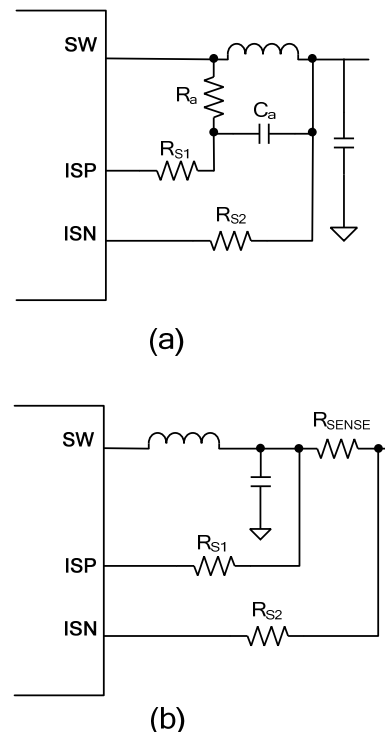 SW
Ra
Ca
RS1
ISP
RS2
ISN
(a)
RSENSE
SW
RS1
ISP
RS2
ISN
(b)